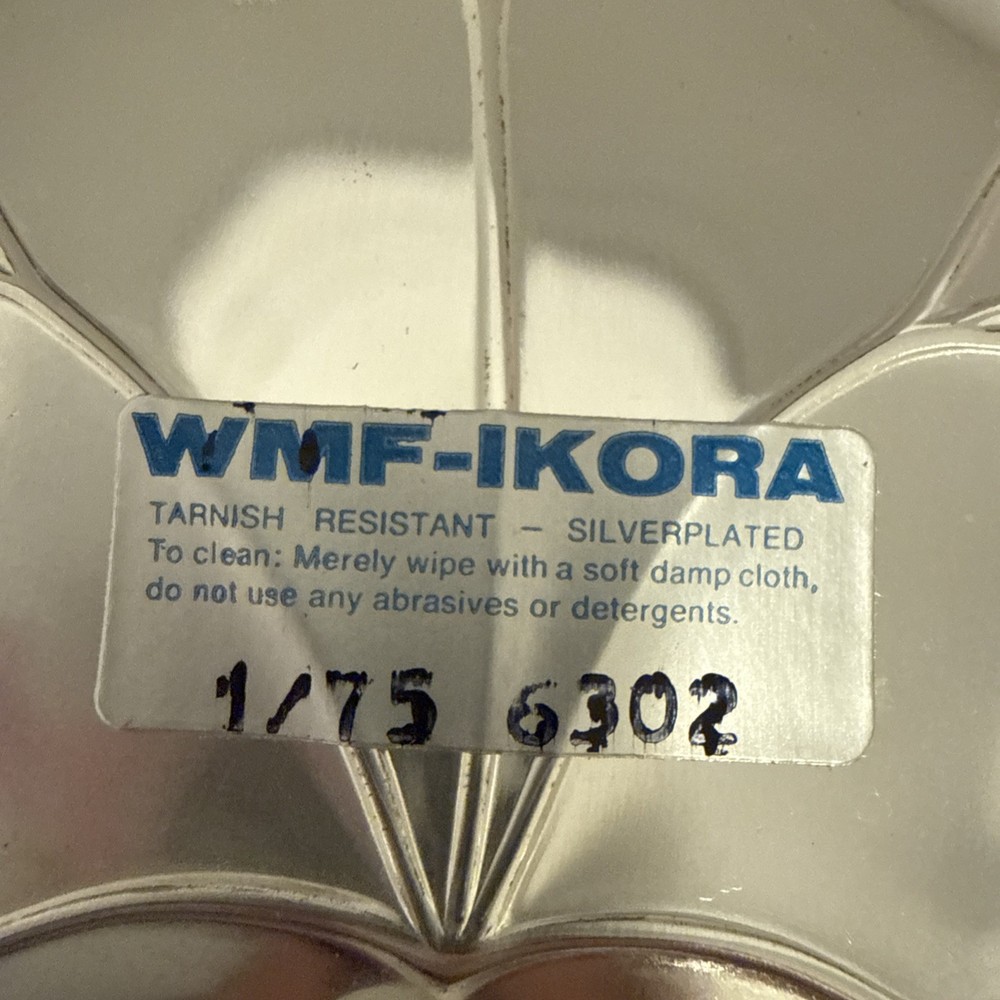 WMF-IKORA
TARNISH RESISTANT – SILVERPLATED
To clean: Merely wipe with a soft damp cloth,
do not use any abrasives or detergents.
1/75 6302